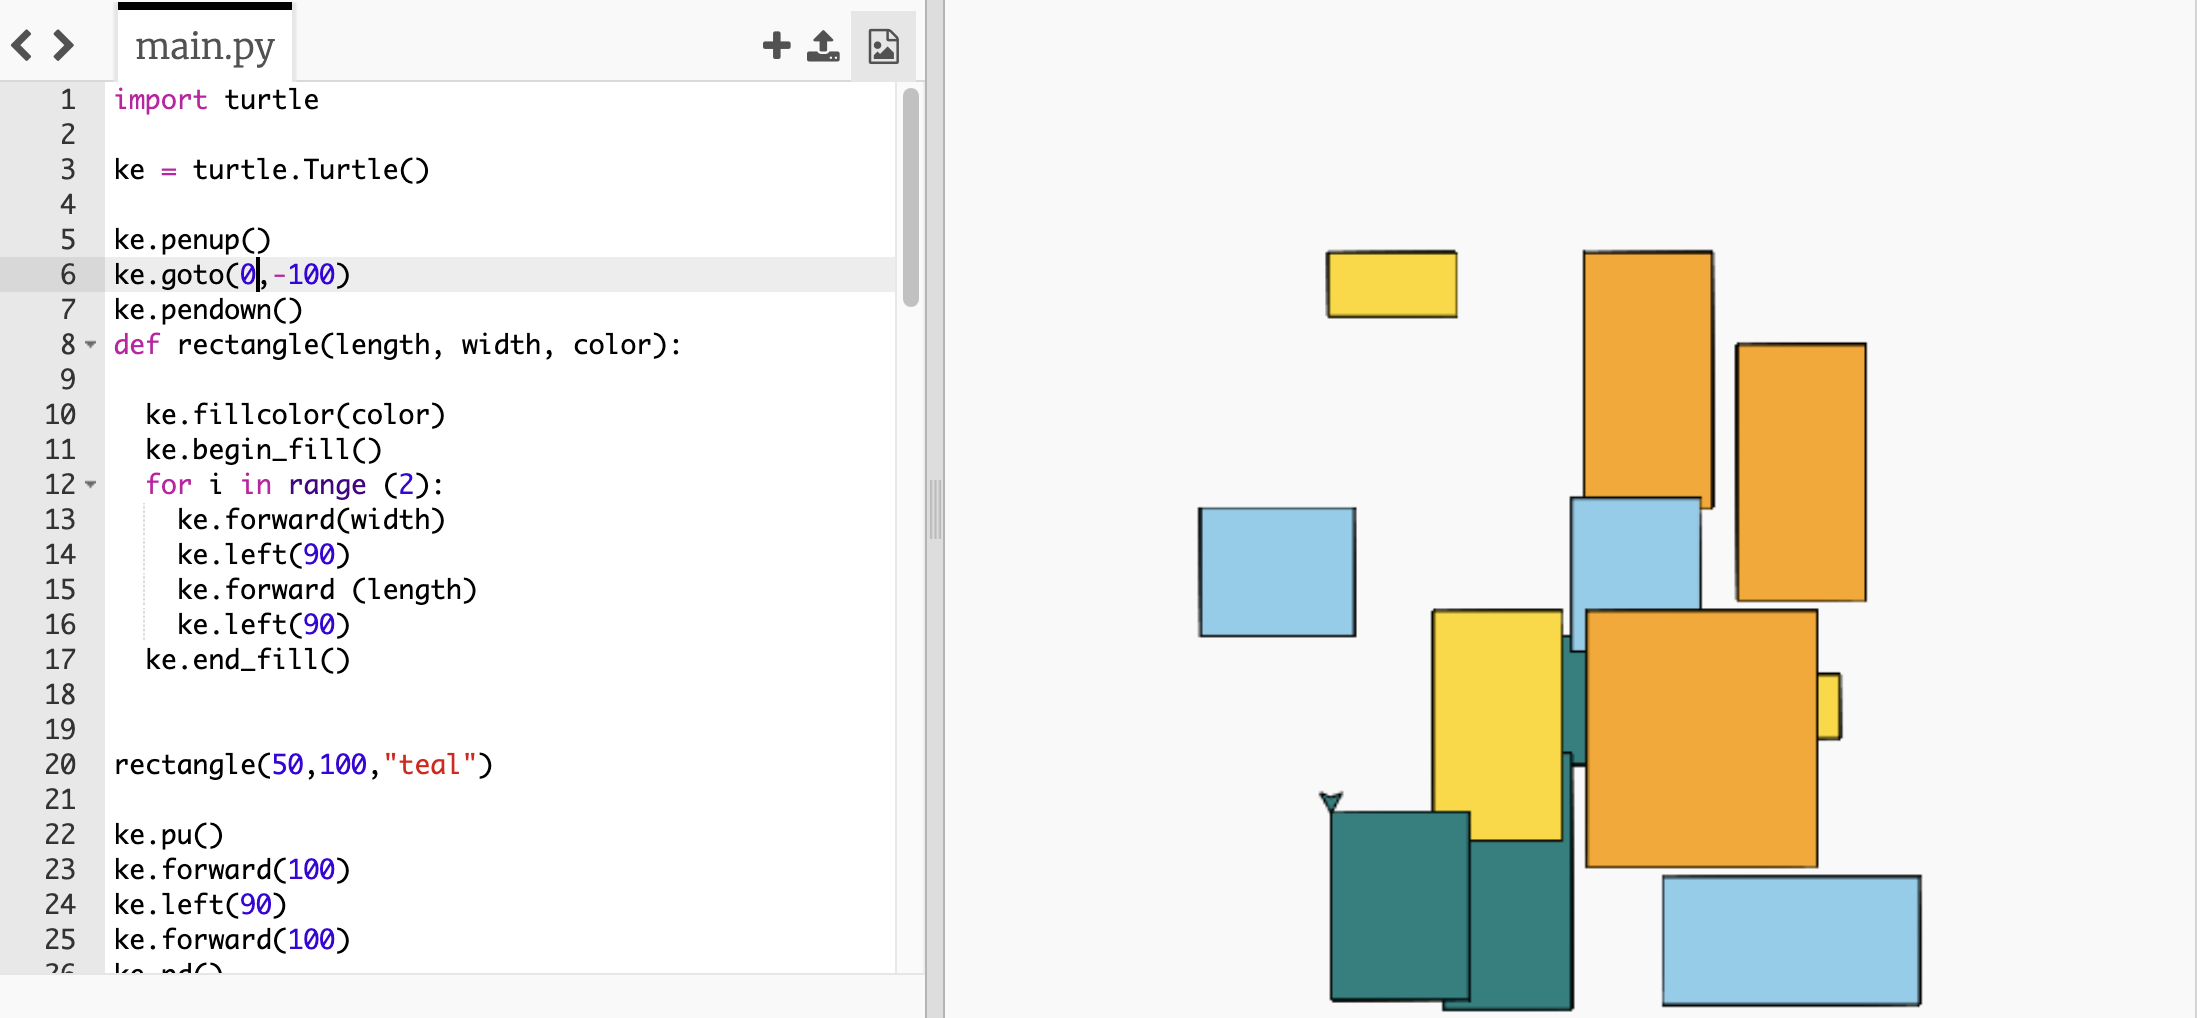 main.py
1 import turtle
2
3 ke = turtle.Turtle()
4
5 ke.penup()
6 ke.goto(0,-100)
7 ke.pendown()
8 def rectangle(length, width, color):
9
10 ke.fillcolor(color)
11 ke.begin_fill()
12 for i in range (2):
13 ke.forward(width)
14 ke.left(90)
15 ke.forward (length)
16 ke.left(90)
17 ke.end_fill()
18
19
20 rectangle(50,100,"teal")
21
22 ke.pu()
23 ke.forward(100)
24 ke.left(90)
25 ke.forward(100)
26 ke.pd()